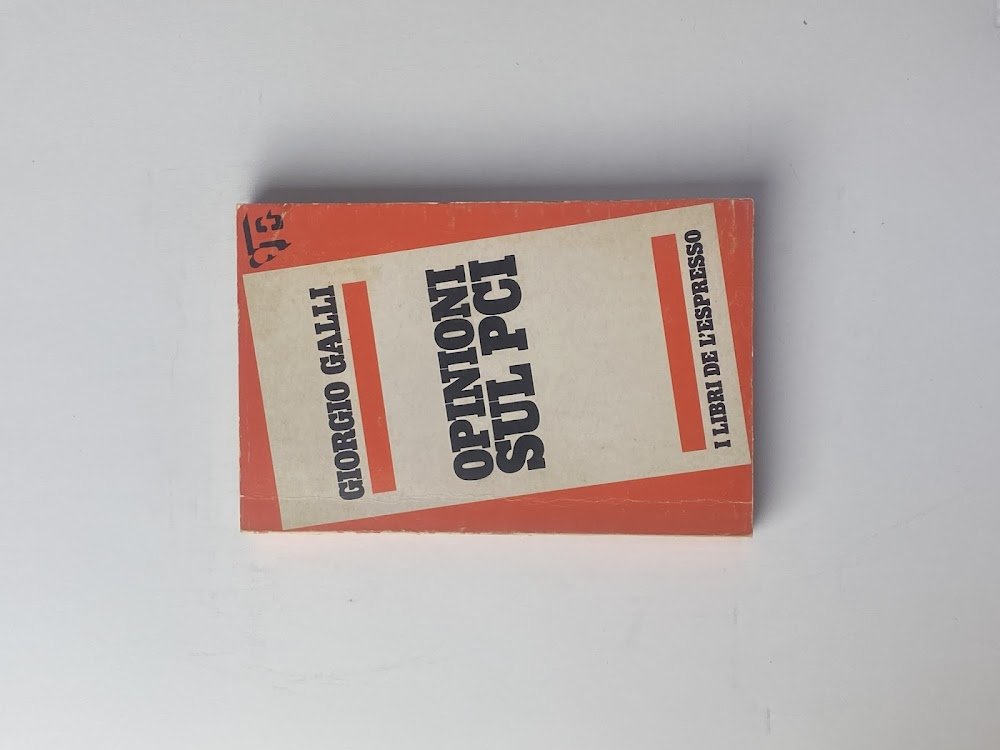 GIORGIO GALLI
OPINIONI
SUL PCI
I LIBRI DE L'ESPRESSO